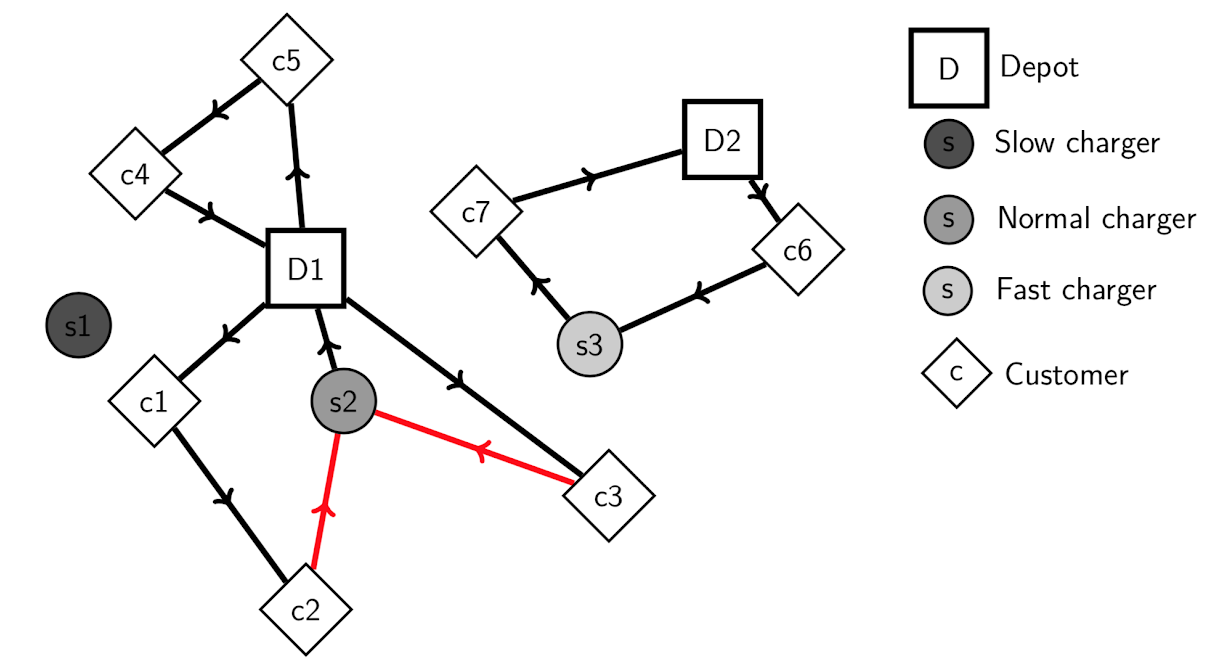 c5
c4
D1
s1
c1
s2
c3
c2
D2
c7
c6
s3
D Depot
s Slow charger
s Normal charger
s Fast charger
c Customer